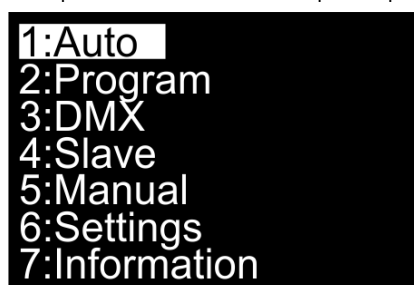 1:Auto
2:Program
3:DMX
4:Slave
5:Manual
6:Settings
7:Information